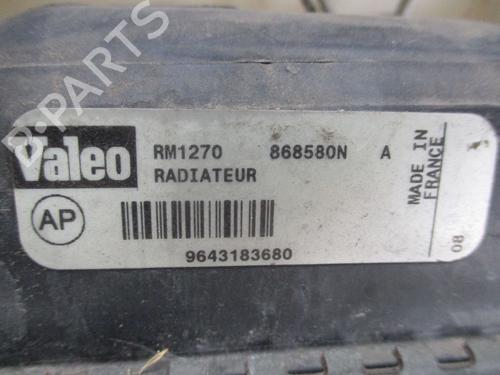 Valeo
RM1270 868580N A
RADIATEUR
AP
9643183680
MADE IN
FRANCE
08
B-PARTS